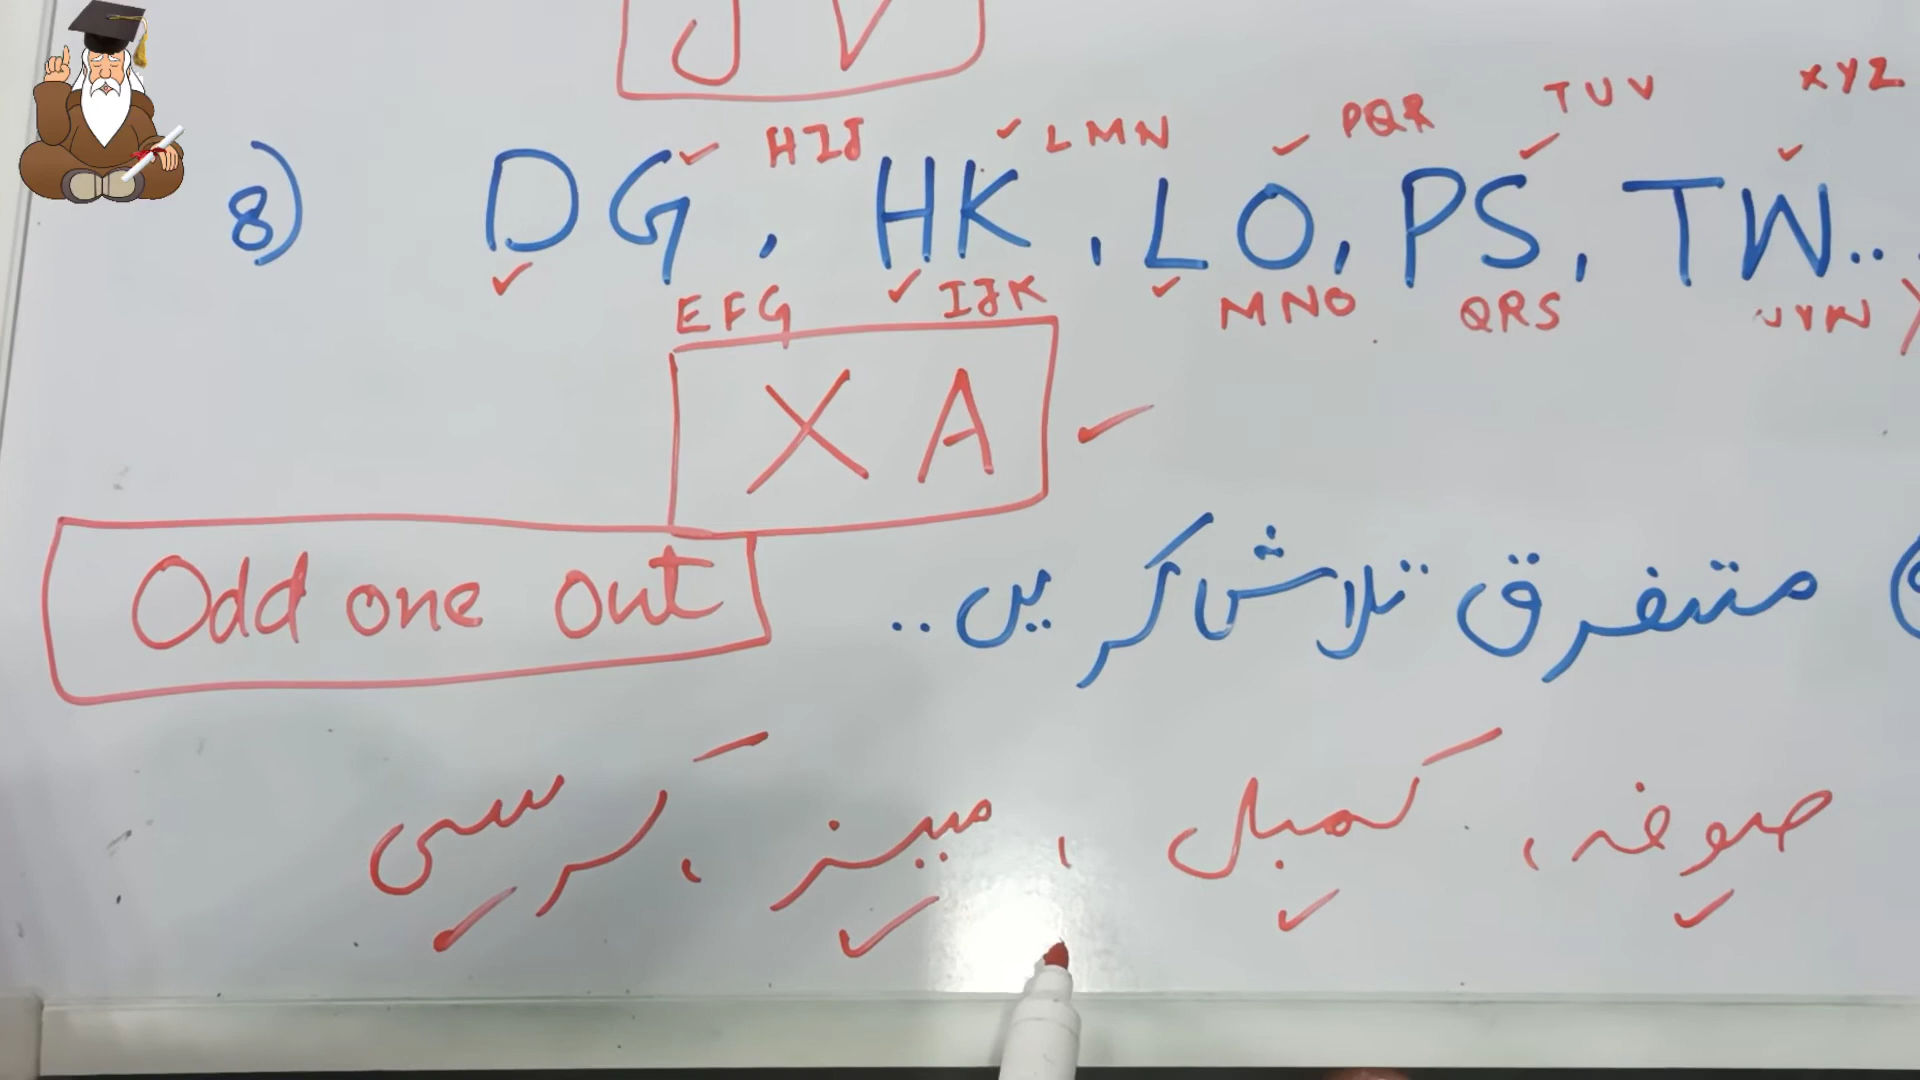 J V
HIJ LMN PQR TUV XYZ
8) DG, HK, LO, PS, TW...
EFG IJK MNO QRS UVW
X A
Odd one out
متفرق تلاش کریں..
صوفہ، کمبل، میز، کرسی